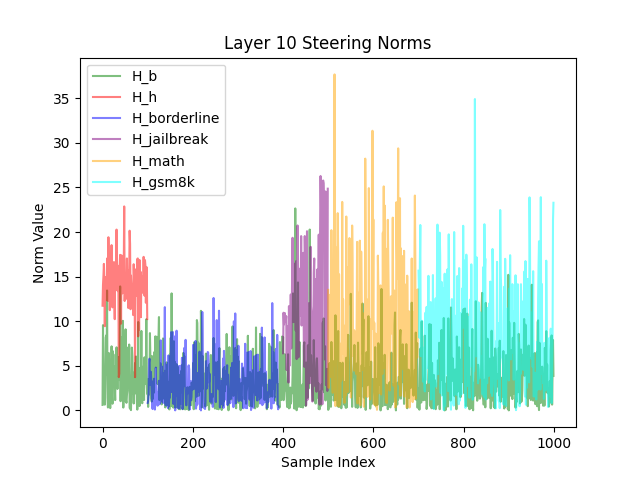 Layer 10 Steering Norms
H_b
H_h
H_borderline
H_jailbreak
H_math
H_gsm8k
Norm Value
35
30
25
20
15
10
5
0
0 200 400 600 800 1000
Sample Index